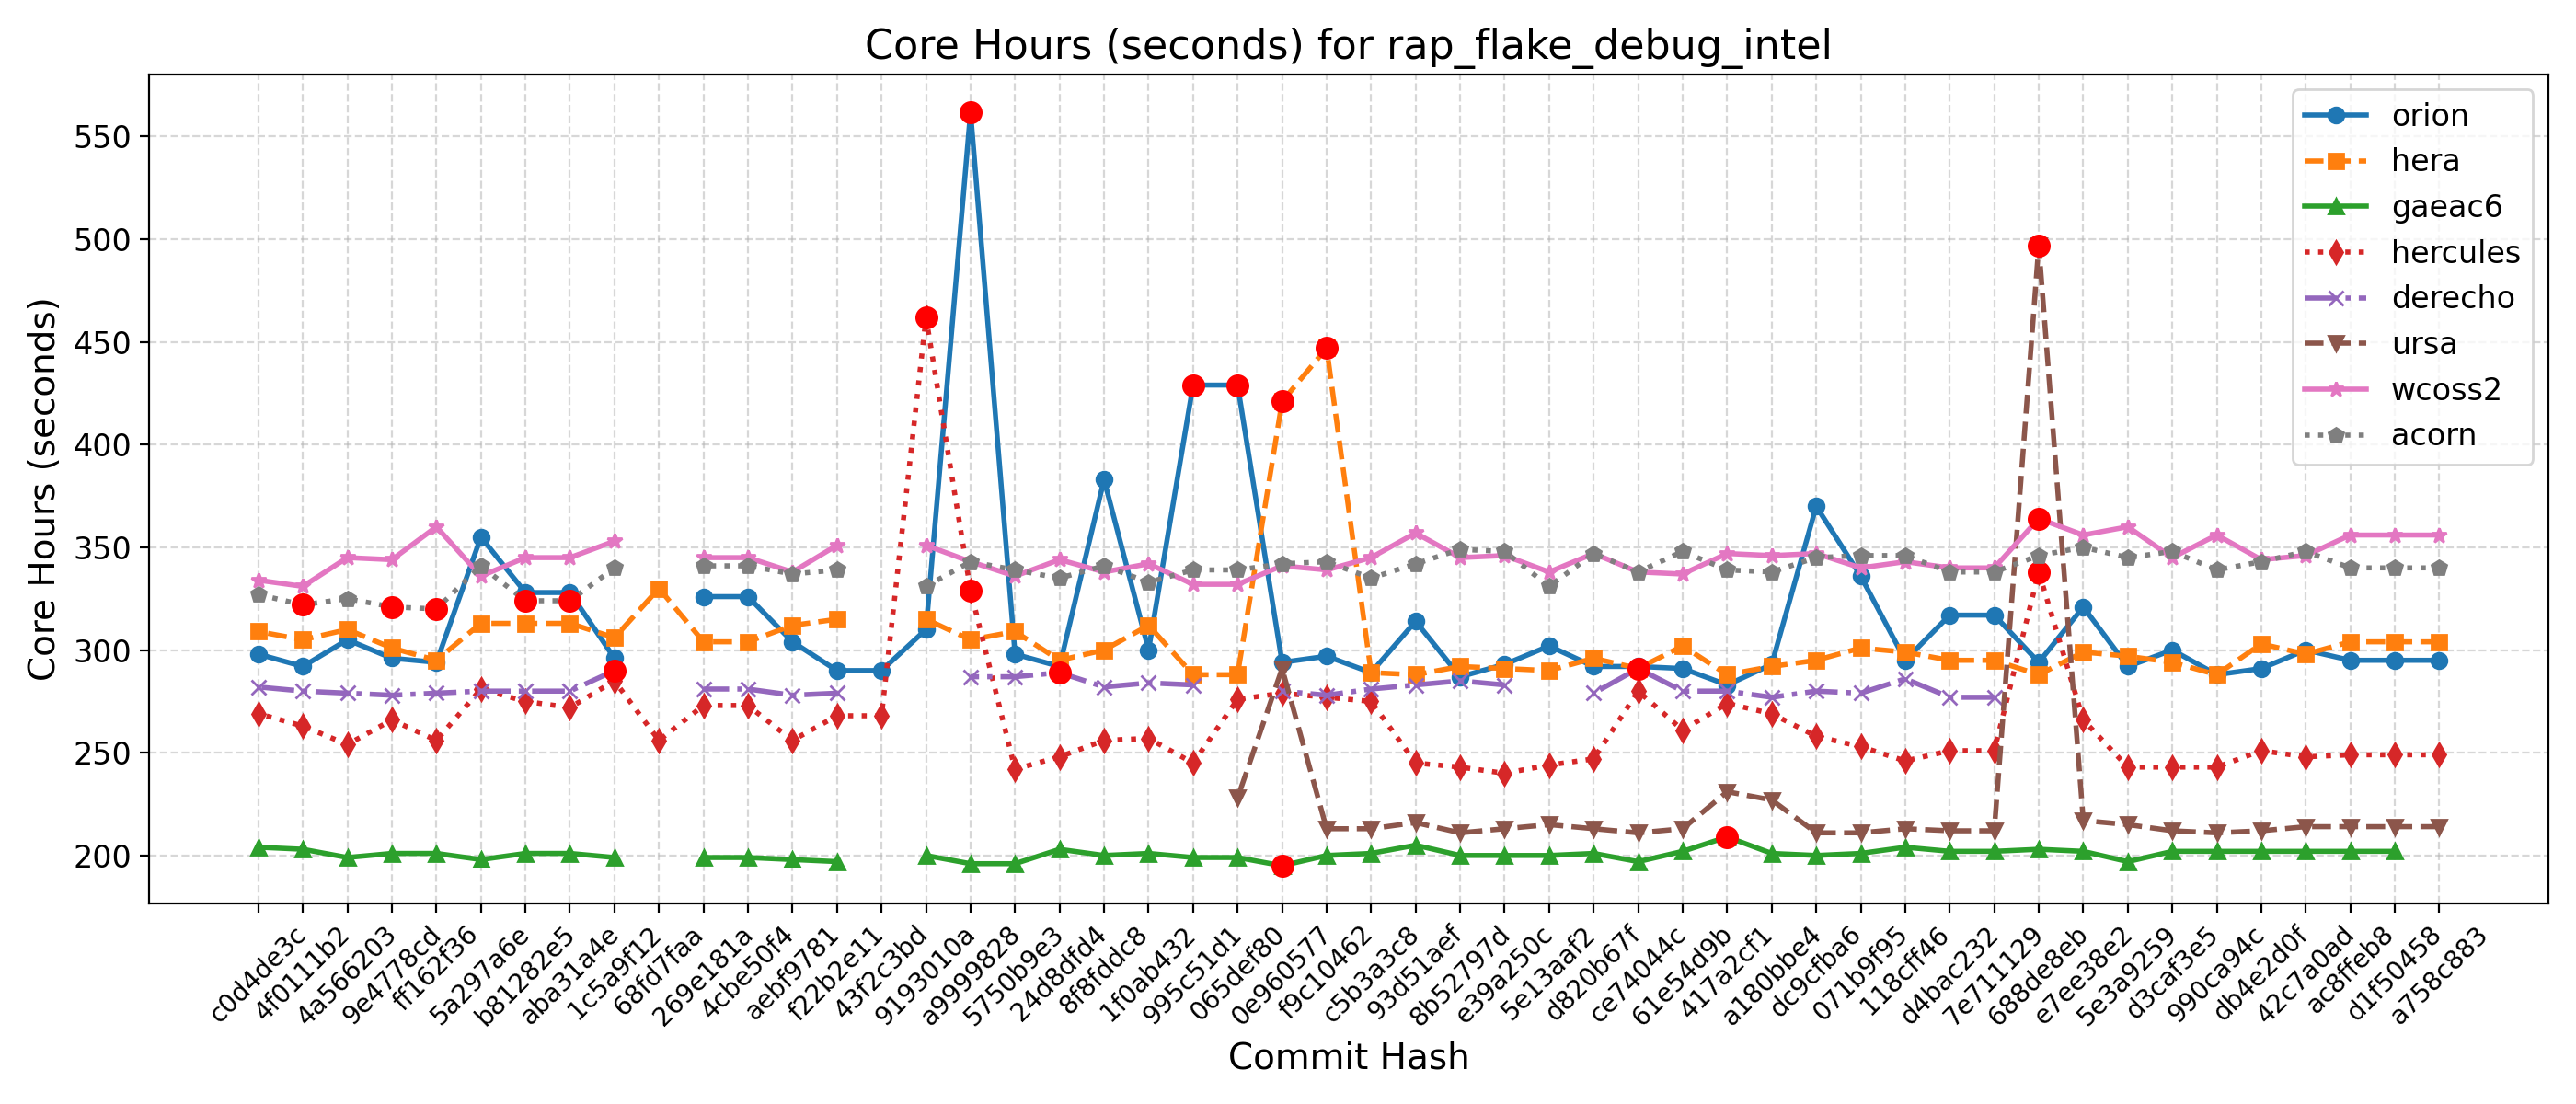 Core Hours (seconds) for rap_flake_debug_intel
Core Hours (seconds)
550
500
450
400
350
300
250
200
orion
hera
gaeac6
hercules
derecho
ursa
wcoss2
acorn
c0d4de3c
4f0111b2
4a566203
9e4778cd
ff162f36
5a297a6e
b81282e5
aba31a4e
1c5a9f12
68fd7faa
269e181a
4cbe50f4
aebf9781
f22b2e11
43f2c3bd
9193010a
a9999828
5750b9e3
24d8dfd4
8f8fddc8
1f0ab432
995c51d1
065def80
0e960577
f9c10462
c5b3a3c8
93d51aef
8b52797d
e39a250c
5e13aaf2
d820b67f
ce74044c
61e54d9b
417a2cf1
a180bbe4
dc9cfba6
071b9f95
118cff46
d4bac232
7e711129
688de8eb
e7ee38e2
5e3a9259
d3caf3e5
990ca94c
db4e2d0f
42c7a0ad
ac8ffeb8
d1f50458
a758c883
Commit Hash